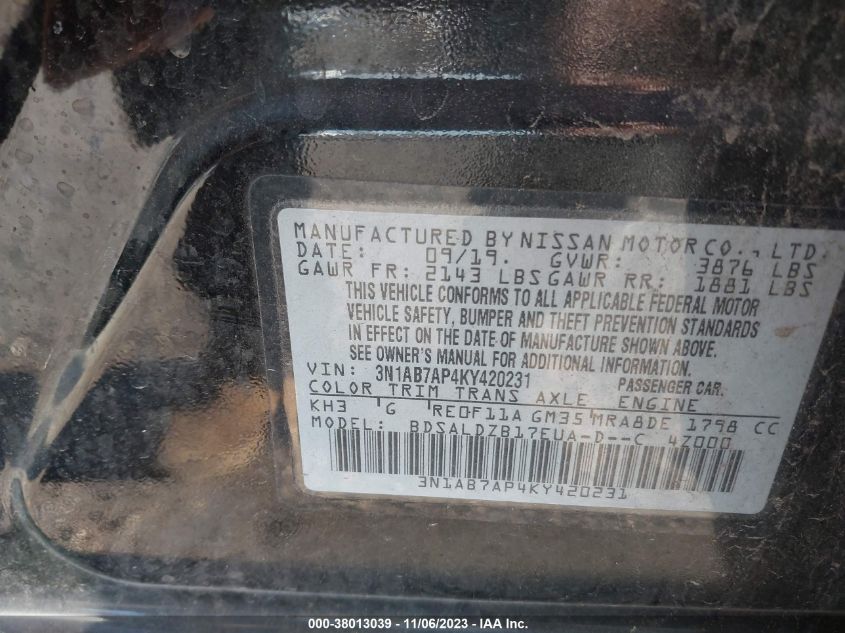 MANUFACTURED BY NISSAN MOTOR CO., LTD.
DATE: 09/19. GVWR: 3876 LBS
GAWR FR: 2143 LBS GAWR RR: 1881 LBS
THIS VEHICLE CONFORMS TO ALL APPLICABLE FEDERAL MOTOR
VEHICLE SAFETY, BUMPER AND THEFT PREVENTION STANDARDS
IN EFFECT ON THE DATE OF MANUFACTURE SHOWN ABOVE.
SEE OWNER'S MANUAL FOR ADDITIONAL INFORMATION.
VIN: 3N1AB7AP4KY420231 PASSENGER CAR.
COLOR TRIM TRANS AXLE ENGINE
KH3 G RE0F11A GM35 MRA8DE 1798 CC
MODEL: BDSALDZB17EUA-D--C 4Z000
3N1AB7AP4KY420231
000-38013039 - 11/06/2023 - IAA Inc.